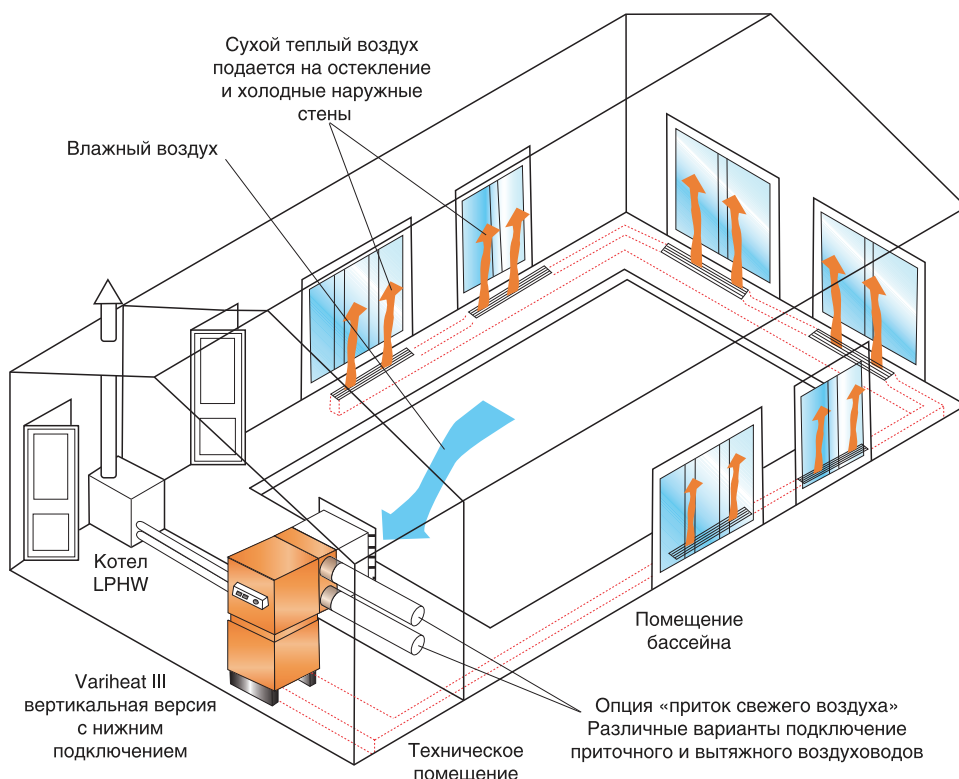 Сухой теплый воздух
подается на остекление
и холодные наружные
стены
Влажный воздух
Котел
LPHW
Помещение
бассейна
Variheat III
вертикальная версия
с нижним
подключением
Опция «приток свежего воздуха»
Различные варианты подключение
приточного и вытяжного воздуховодов
Техническое
помещение